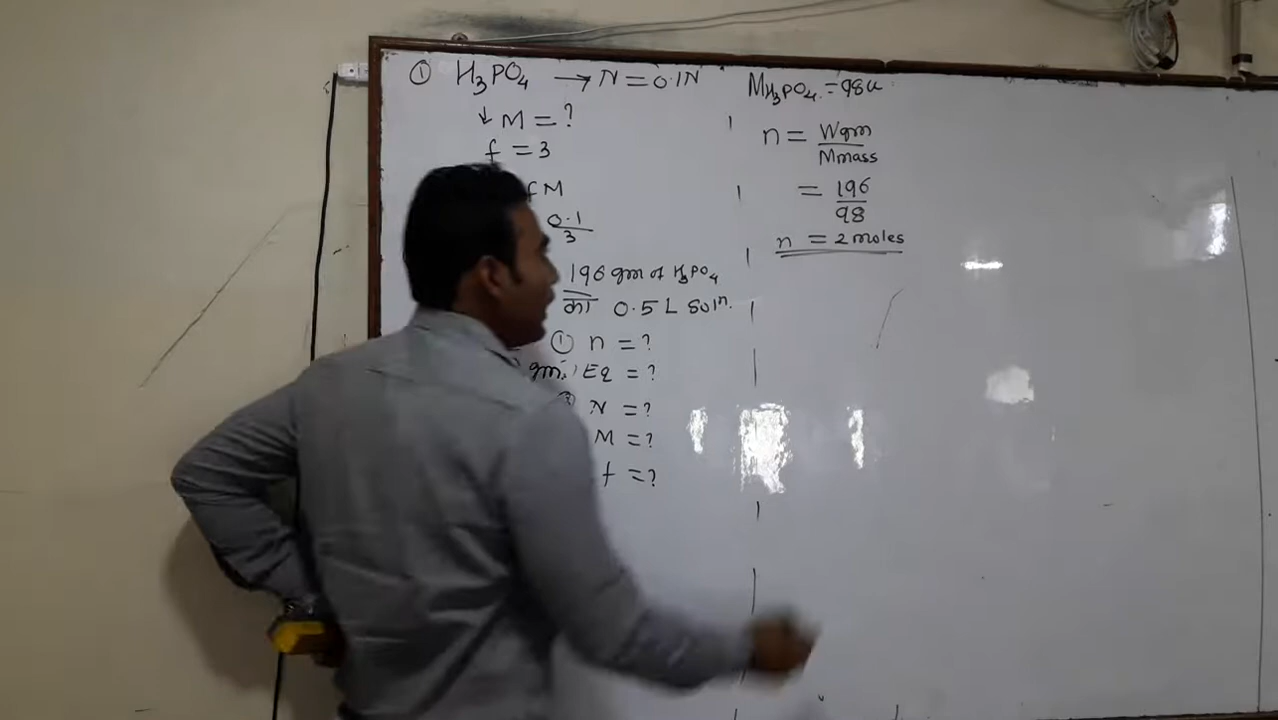 ① H₃PO₄ → N = 0.1N
↓ M = ?
f = 3
fM
0.1
3
196 gm of H₃PO₄
का 0.5 L Solⁿ.
① n = ?
gm. Eq = ?
N = ?
M = ?
f = ?
MH₃PO₄ = 98u
n = Wgm
Mmass
= 196
98
n = 2 moles